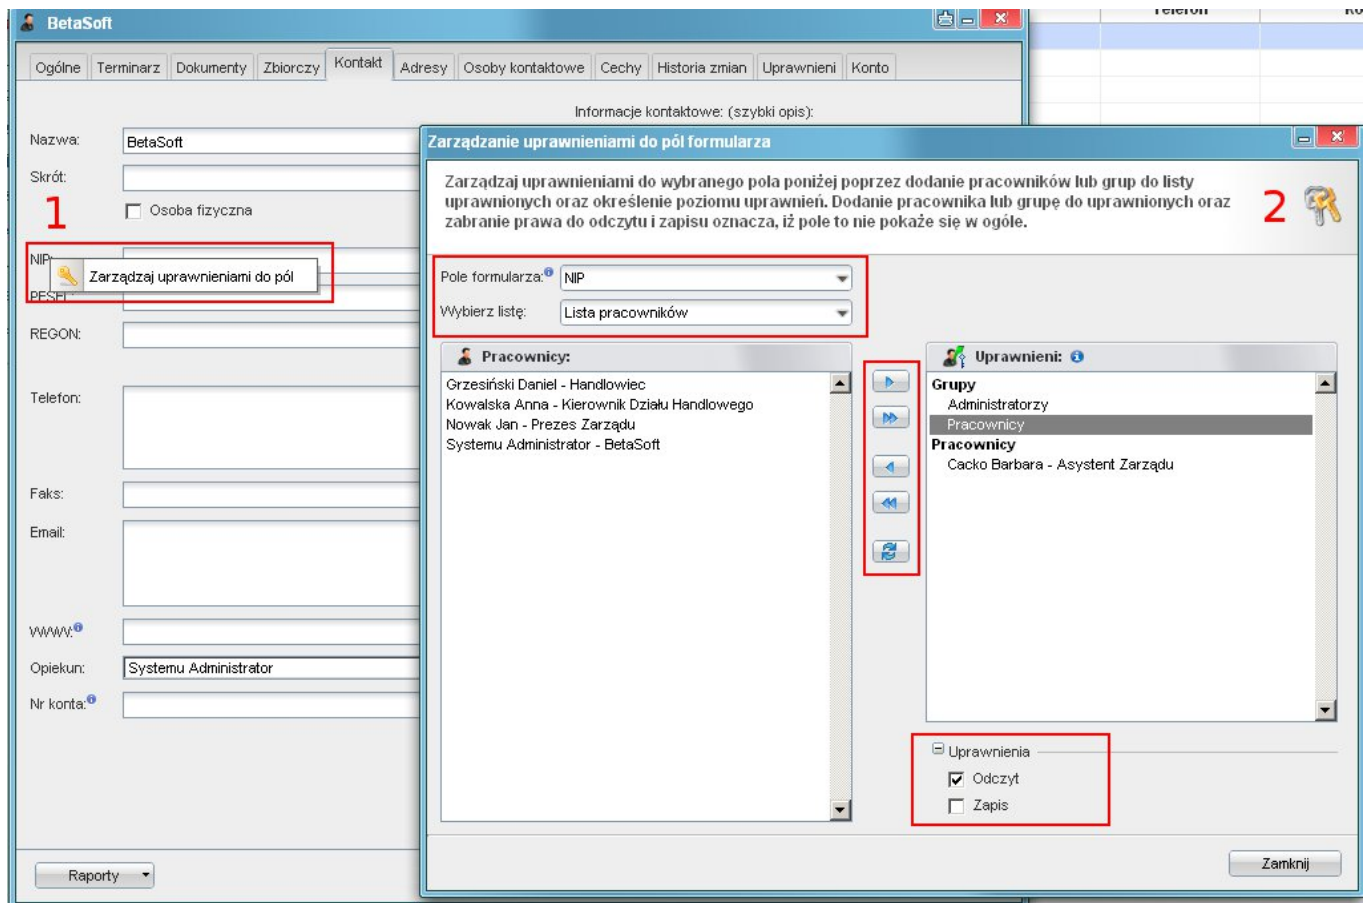 BetaSoft
Telefon
Ogólne Terminarz Dokumenty Zbiorczy Kontakt Adresy Osoby kontaktowe Cechy Historia zmian Uprawnieni Konto
Informacje kontaktowe: (szybki opis):
Nazwa: BetaSoft
Skrót:
1
Osoba fizyczna
NIP:
Zarządzaj uprawnieniami do pól
PESEL:
REGON:
Telefon:
Faks:
Email:
WWW:
Opiekun: Systemu Administrator
Nr konta:
Raporty
Zarządzanie uprawnieniami do pól formularza
Zarządzaj uprawnieniami do wybranego pola poniżej poprzez dodanie pracowników lub grup do listy
uprawnionych oraz określenie poziomu uprawnień. Dodanie pracownika lub grupę do uprawnionych oraz
zabranie prawa do odczytu i zapisu oznacza, iż pole to nie pokaże się w ogóle.
2
Pole formularza: NIP
Wybierz listę: Lista pracowników
Pracownicy:
Grzesiński Daniel - Handlowiec
Kowalska Anna - Kierownik Działu Handlowego
Nowak Jan - Prezes Zarządu
Systemu Administrator - BetaSoft
Uprawnieni:
Grupy
Administratorzy
Pracownicy
Pracownicy
Cacko Barbara - Asystent Zarządu
Uprawnienia
Odczyt
Zapis
Zamknij